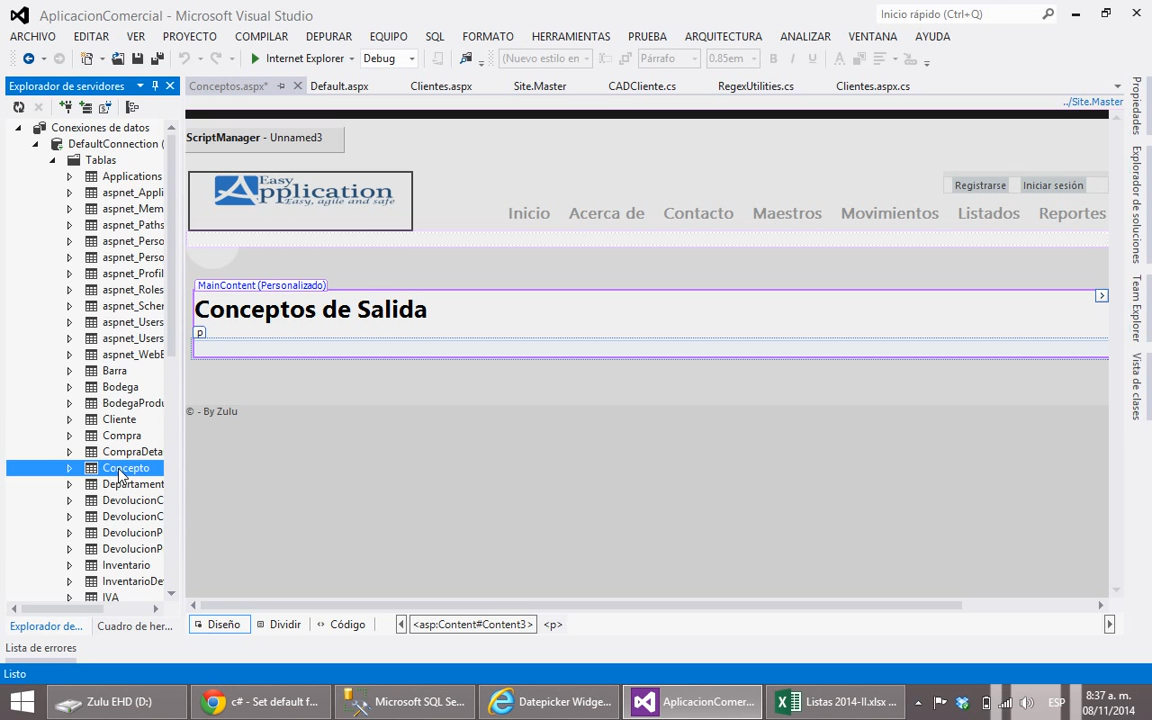 AplicacionComercial - Microsoft Visual Studio
Inicio rápido (Ctrl+Q)
ARCHIVO EDITAR VER PROYECTO COMPILAR DEPURAR EQUIPO SQL FORMATO HERRAMIENTAS PRUEBA ARQUITECTURA ANALIZAR VENTANA AYUDA
Internet Explorer Debug (Nuevo estilo en Párrafo 0.85em B I U A
Explorador de servidores
Conceptos.aspx* Default.aspx Clientes.aspx Site.Master CADCliente.cs RegexUtilities.cs Clientes.aspx.cs
../Site.Master
Conexiones de datos
DefaultConnection (
Tablas
Applications
aspnet_Appli
aspnet_Mem
aspnet_Paths
aspnet_Perso
aspnet_Perso
aspnet_Profil
aspnet_Roles
aspnet_Scher
aspnet_Users
aspnet_Users
aspnet_WebE
Barra
Bodega
BodegaProdu
Cliente
Compra
CompraDeta
Concepto
Departament
DevolucionC
DevolucionC
DevolucionP
DevolucionP
Inventario
InventarioDe
IVA
Explorador de... Cuadro de her...
ScriptManager - Unnamed3
Easy
Application
Easy, agile and safe
Registrarse Iniciar sesión
Inicio Acerca de Contacto Maestros Movimientos Listados Reportes
MainContent (Personalizado)
Conceptos de Salida
p
© - By Zulu
Diseño Dividir Código <asp:Content#Content3> <p>
Propiedades
Explorador de soluciones
Team Explorer
Vista de clases
Lista de errores
Listo
Zulu EHD (D:) c# - Set default f... Microsoft SQL Se... Datepicker Widge... AplicacionComer... Listas 2014-II.xlsx ... ESP
8:37 a. m.
08/11/2014